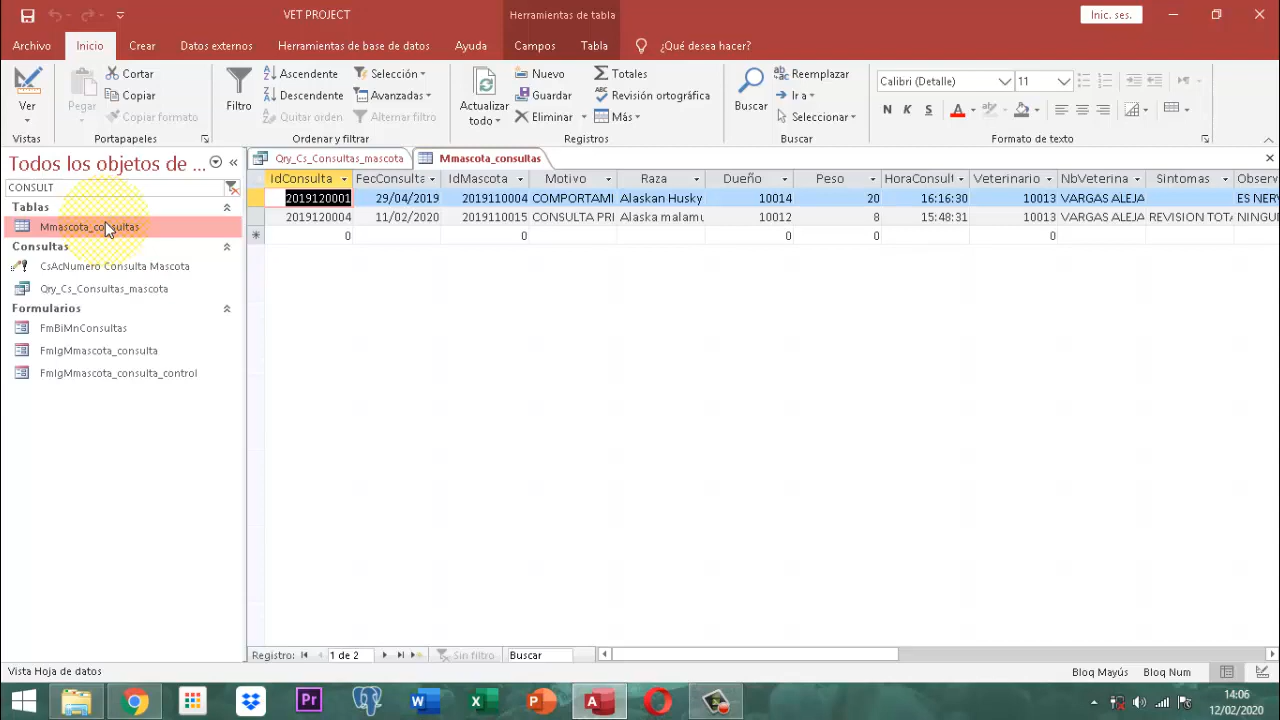 VET PROJECT
Herramientas de tabla
Inic. ses.
Archivo Inicio Crear Datos externos Herramientas de base de datos Ayuda Campos Tabla ¿Qué desea hacer?
Ver
Vistas
Pegar
Cortar
Copiar
Copiar formato
Portapapeles
Filtro
Ascendente
Descendente
Quitar orden
Selección
Avanzadas
Alternar filtro
Ordenar y filtrar
Actualizar todo
Nuevo
Guardar
Eliminar
Totales
Revisión ortográfica
Más
Registros
Buscar
Reemplazar
Ir a
Seleccionar
Buscar
Calibri (Detalle) 11
N K S A
Formato de texto
Todos los objetos de ...
CONSULT
Tablas
Mmascota_consultas
Consultas
CsAcNumero Consulta Mascota
Qry_Cs_Consultas_mascota
Formularios
FmBiMnConsultas
FmIgMmascota_consulta
FmIgMmascota_consulta_control
Qry_Cs_Consultas_mascota Mmascota_consultas
IdConsulta FecConsulta IdMascota Motivo Raza Dueño Peso HoraConsult Veterinario NbVeterina Sintomas Observ
2019120001 29/04/2019 2019110004 COMPORTAMI Alaskan Husky 10014 20 16:16:30 10013 VARGAS ALEJA ES NER
2019120004 11/02/2020 2019110015 CONSULTA PRI Alaska malamu 10012 8 15:48:31 10013 VARGAS ALEJA REVISION TOTA NINGU
* 0 0 0 0 0
Registro: 1 de 2 Sin filtro Buscar
Vista Hoja de datos
Bloq Mayús Bloq Num
14:06
12/02/2020